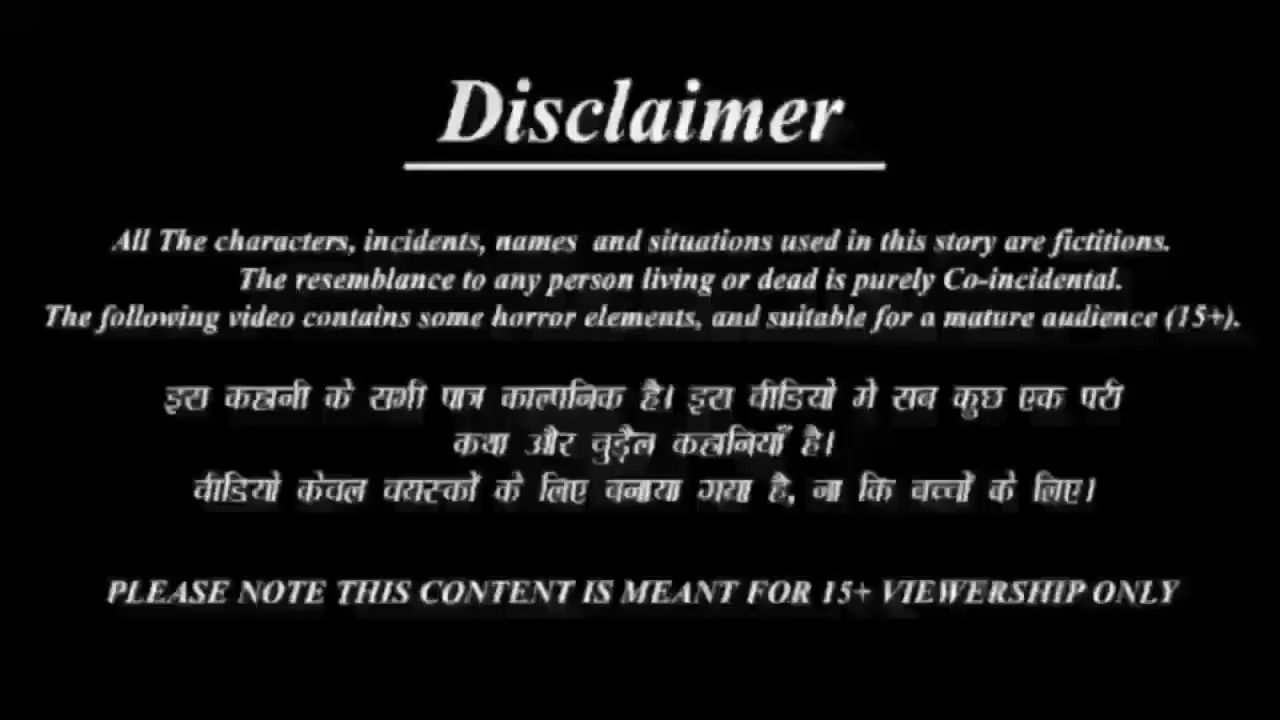 Disclaimer
All The characters, incidents, names and situations used in this story are fictitions.
The resemblance to any person living or dead is purely Co-incidental.
The following video contains some horror elements, and suitable for a mature audience (15+).
इस कहानी के सभी पात्र काल्पनिक है। इस वीडियो मे सब कुछ एक परी
कथा और चुड़ैल कहानियाँ है।
वीडियो केवल वयस्कों के लिए बनाया गया है, ना कि बच्चों के लिए।
PLEASE NOTE THIS CONTENT IS MEANT FOR 15+ VIEWERSHIP ONLY